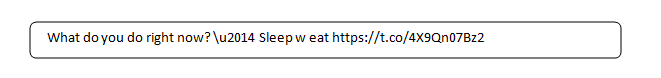 What do you do right now? \u2014 Sleep w eat https://t.co/4X9Qn07Bz2